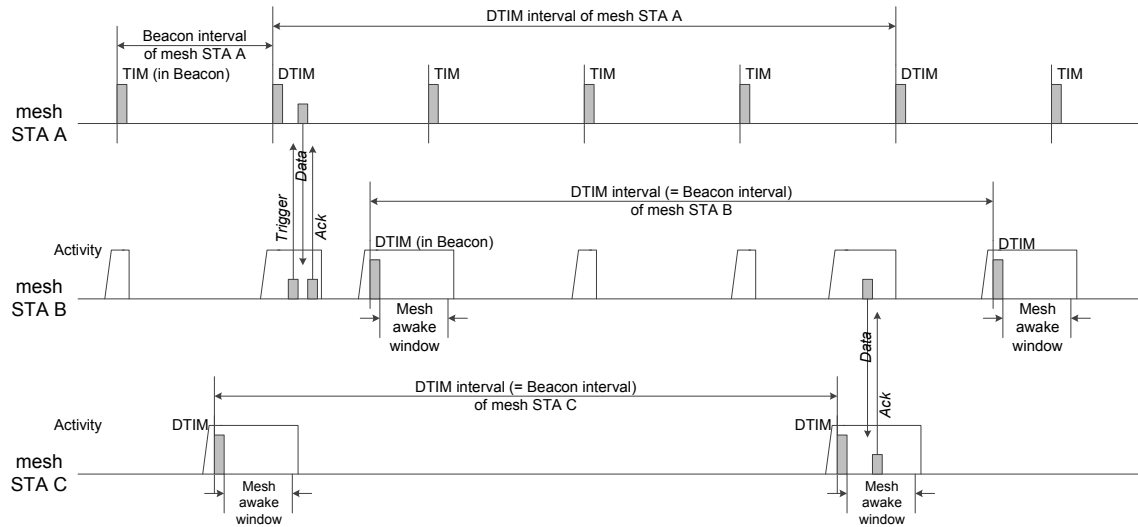 DTIM interval of mesh STA A
Beacon interval
of mesh STA A
TIM (in Beacon)
DTIM
TIM
TIM
TIM
DTIM
TIM
mesh
STA A
Trigger
Data
Ack
DTIM interval (= Beacon interval)
of mesh STA B
Activity
DTIM (in Beacon)
DTIM
mesh
STA B
Mesh
awake
window
Mesh
awake
window
Data
Ack
DTIM interval (= Beacon interval)
of mesh STA C
Activity
DTIM
DTIM
mesh
STA C
Mesh
awake
window
Mesh
awake
window